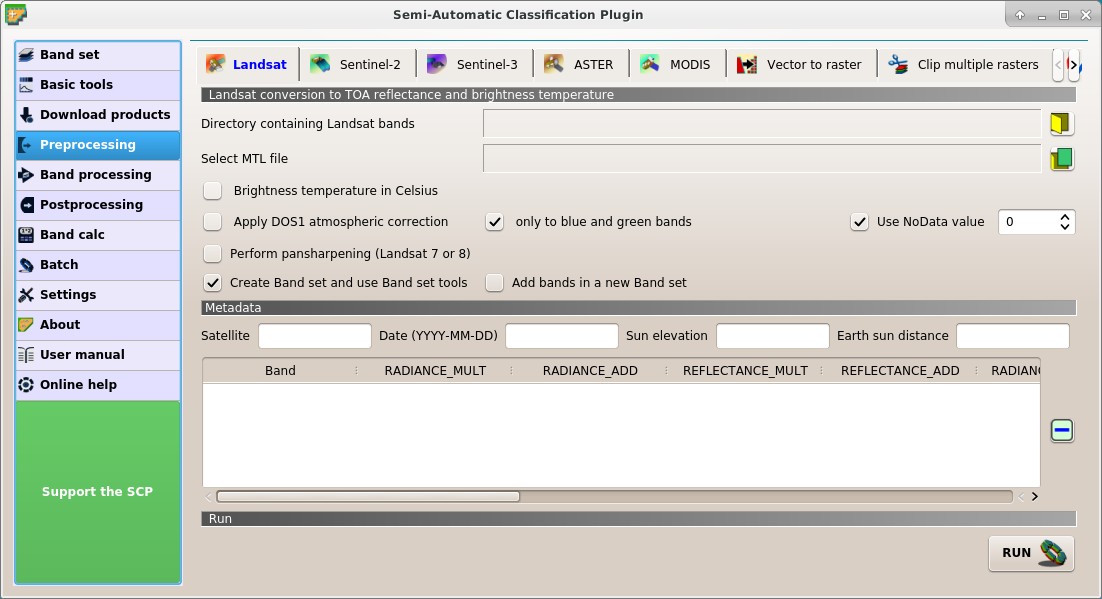 Semi-Automatic Classification Plugin
Band set
Basic tools
Download products
Preprocessing
Band processing
Postprocessing
Band calc
Batch
Settings
About
User manual
Online help
Support the SCP
Landsat Sentinel-2 Sentinel-3 ASTER MODIS Vector to raster Clip multiple rasters
Landsat conversion to TOA reflectance and brightness temperature
Directory containing Landsat bands
Select MTL file
Brightness temperature in Celsius
Apply DOS1 atmospheric correction only to blue and green bands Use NoData value 0
Perform pansharpening (Landsat 7 or 8)
Create Band set and use Band set tools Add bands in a new Band set
Metadata
Satellite Date (YYYY-MM-DD) Sun elevation Earth sun distance
Band RADIANCE_MULT RADIANCE_ADD REFLECTANCE_MULT REFLECTANCE_ADD RADIAN
Run
RUN